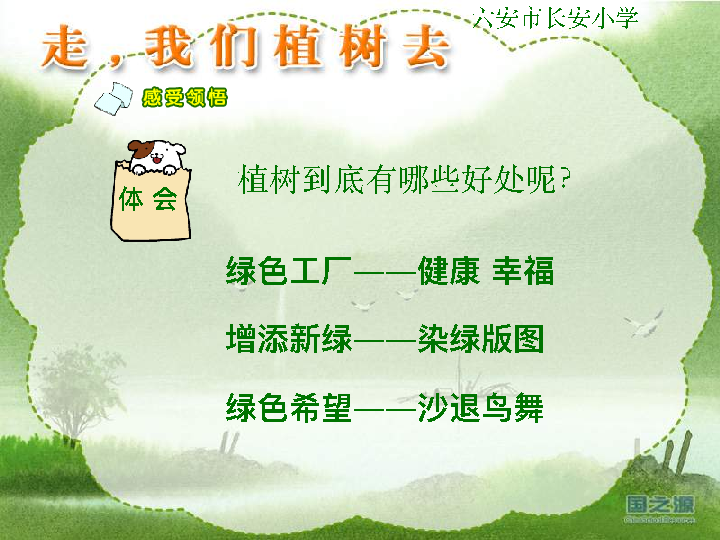 六安市长安小学
走，我们植树去
感受领悟
体 会
植树到底有哪些好处呢?
绿色工厂——健康 幸福
增添新绿——染绿版图
绿色希望——沙退鸟舞
国之源